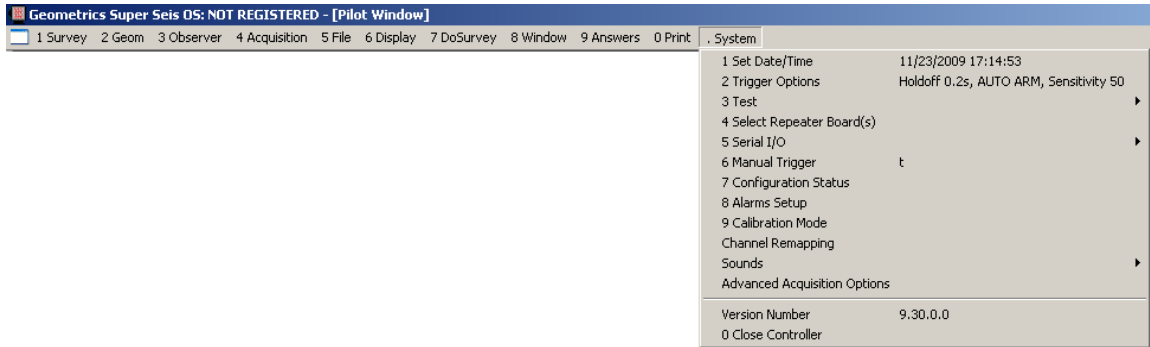 Geometrics Super Seis OS: NOT REGISTERED - [Pilot Window]
1 Survey 2 Geom 3 Observer 4 Acquisition 5 File 6 Display 7 DoSurvey 8 Window 9 Answers 0 Print . System
1 Set Date/Time 11/23/2009 17:14:53
2 Trigger Options Holdoff 0.2s, AUTO ARM, Sensitivity 50
3 Test
4 Select Repeater Board(s)
5 Serial I/O
6 Manual Trigger t
7 Configuration Status
8 Alarms Setup
9 Calibration Mode
Channel Remapping
Sounds
Advanced Acquisition Options
Version Number 9.30.0.0
0 Close Controller